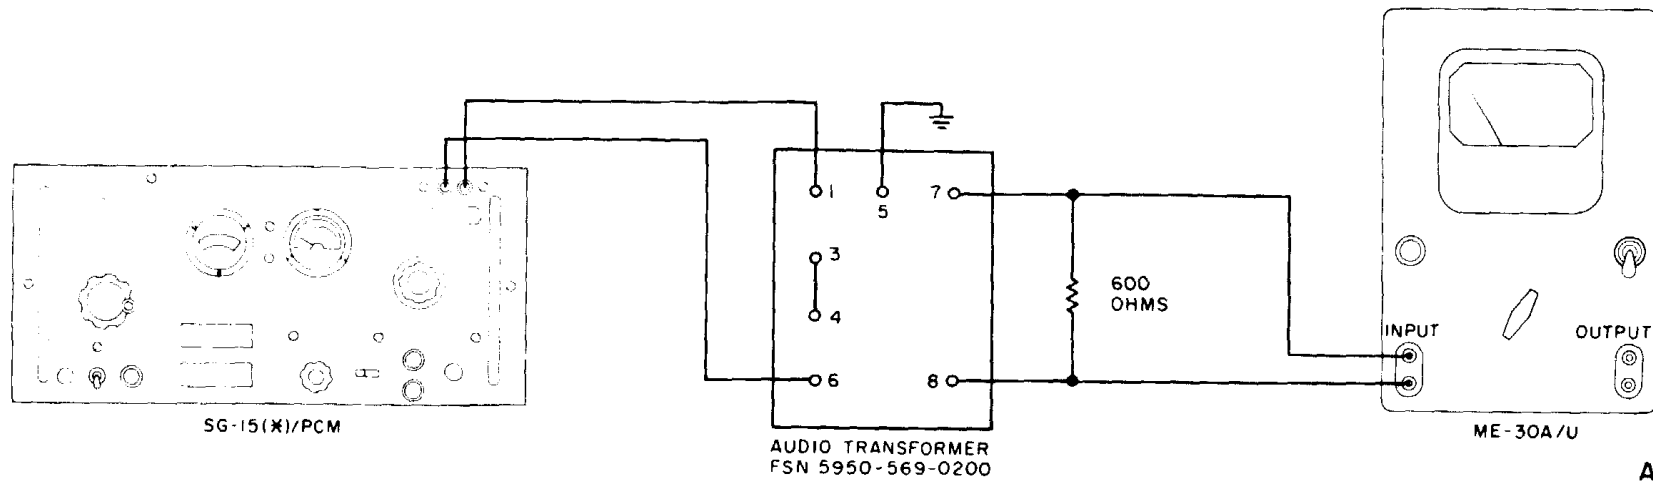 1
5
7
3
4
6
8
600
OHMS
INPUT
OUTPUT
SG-15(X)/PCM
AUDIO TRANSFORMER
FSN 5950-569-0200
ME-30A/U
A